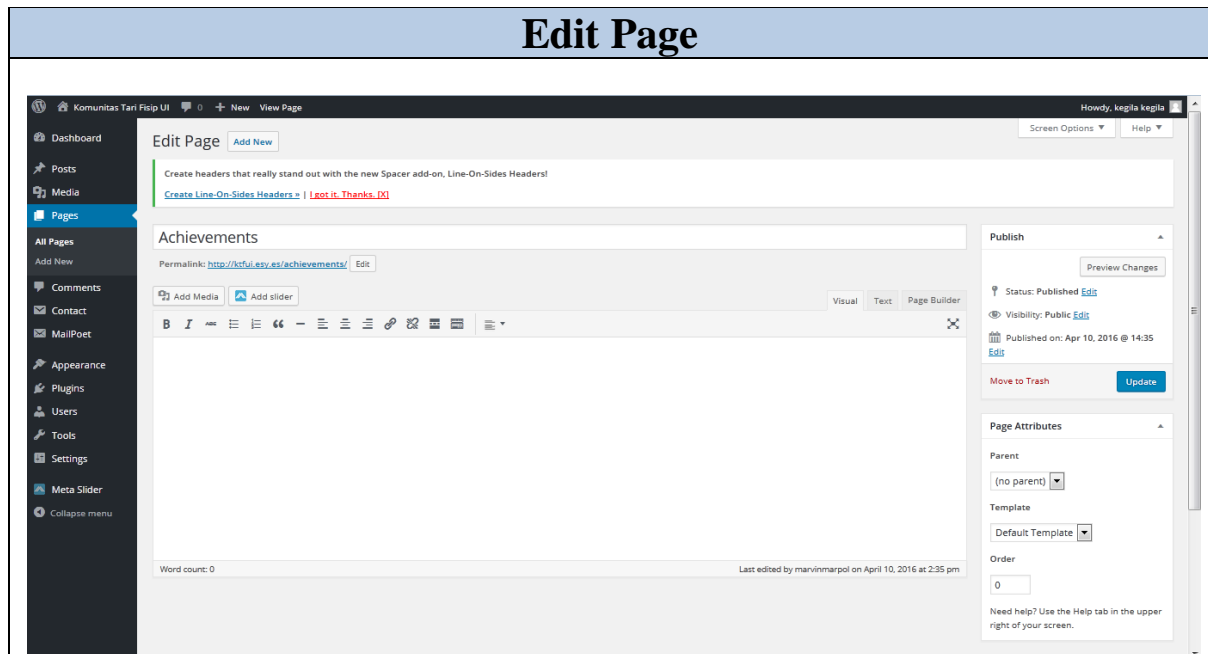 Edit Page
Komunitas Tari Fisip UI 0 New View Page Howdy, kegila kegila
Screen Options Help
Dashboard
Posts
Media
Pages
All Pages
Add New
Comments
Contact
MailPoet
Appearance
Plugins
Users
Tools
Settings
Meta Slider
Collapse menu
Edit Page Add New
Create headers that really stand out with the new Spacer add-on, Line-On-Sides Headers!
Create Line-On-Sides Headers » | I got it. Thanks. [X]
Achievements
Permalink: http://ktfui.esy.es/achievements/ Edit
Add Media Add slider
Visual Text Page Builder
B I ABC
Word count: 0 Last edited by marvinmarpol on April 10, 2016 at 2:35 pm
Publish
Preview Changes
Status: Published Edit
Visibility: Public Edit
Published on: Apr 10, 2016 @ 14:35
Edit
Move to Trash Update
Page Attributes
Parent
(no parent)
Template
Default Template
Order
0
Need help? Use the Help tab in the upper
right of your screen.